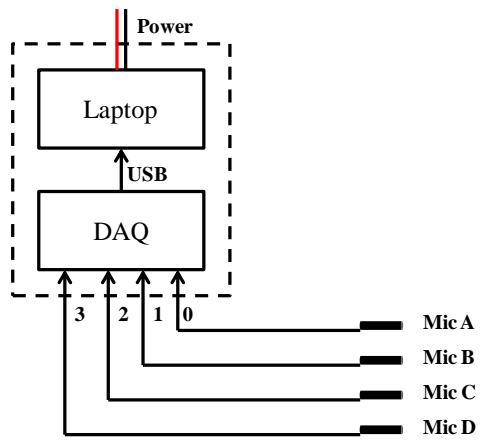 Power
Laptop
USB
DAQ
3 2 1 0
Mic A
Mic B
Mic C
Mic D